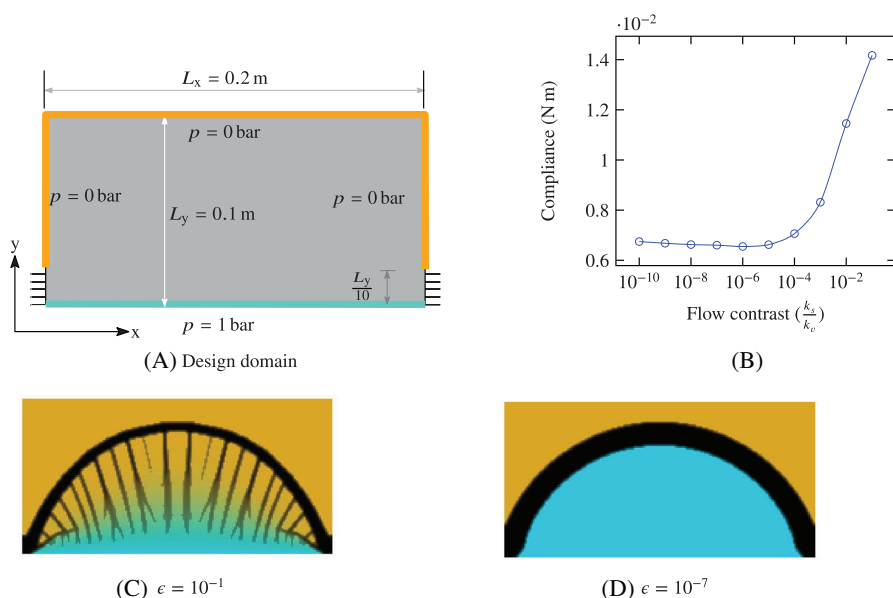 L_x = 0.2 m
p = 0 bar
p = 0 bar
p = 0 bar
L_y = 0.1 m
y
L_y/10
x
p = 1 bar
(A) Design domain
·10⁻²
1.4
1.2
1
0.8
0.6
Compliance (N m)
10⁻¹⁰
10⁻⁸
10⁻⁶
10⁻⁴
10⁻²
Flow contrast (k_s/k_v)
(B)
(C) ϵ = 10⁻¹
(D) ϵ = 10⁻⁷